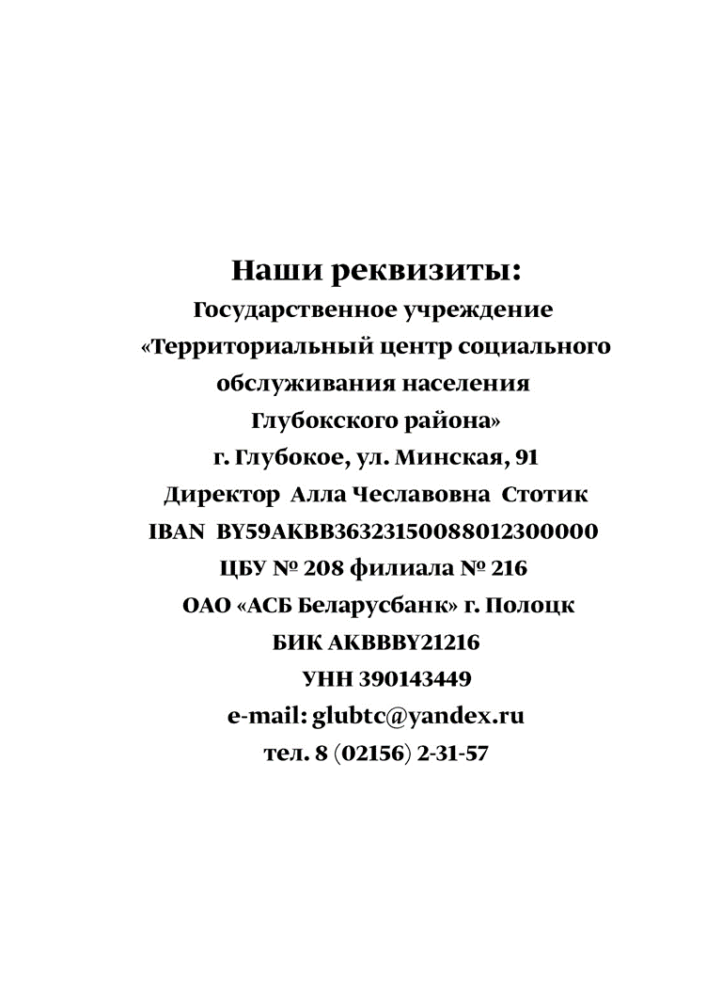 Наши реквизиты:
Государственное учреждение
«Территориальный центр социального
обслуживания населения
Глубокского района»
г. Глубокое, ул. Минская, 91
Директор Алла Чеславовна Стотик
IBAN BY59AKBB36323150088012300000
ЦБУ № 208 филиала № 216
ОАО «АСБ Беларусбанк» г. Полоцк
БИК AKBBBY21216
УНН 390143449
e-mail: glubtc@yandex.ru
тел. 8 (02156) 2-31-57